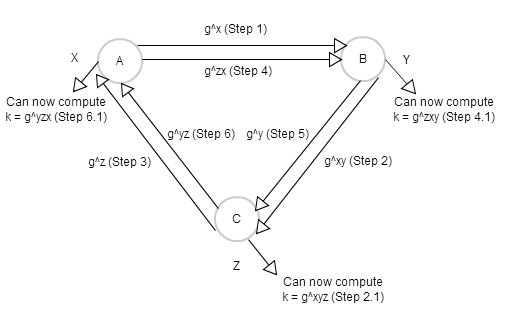 g^x (Step 1)
X
A
B
Y
g^zx (Step 4)
Can now compute
k = g^yzx (Step 6.1)
Can now compute
k = g^zxy (Step 4.1)
g^yz (Step 6)
g^y (Step 5)
g^z (Step 3)
g^xy (Step 2)
C
Z
Can now compute
k = g^xyz (Step 2.1)